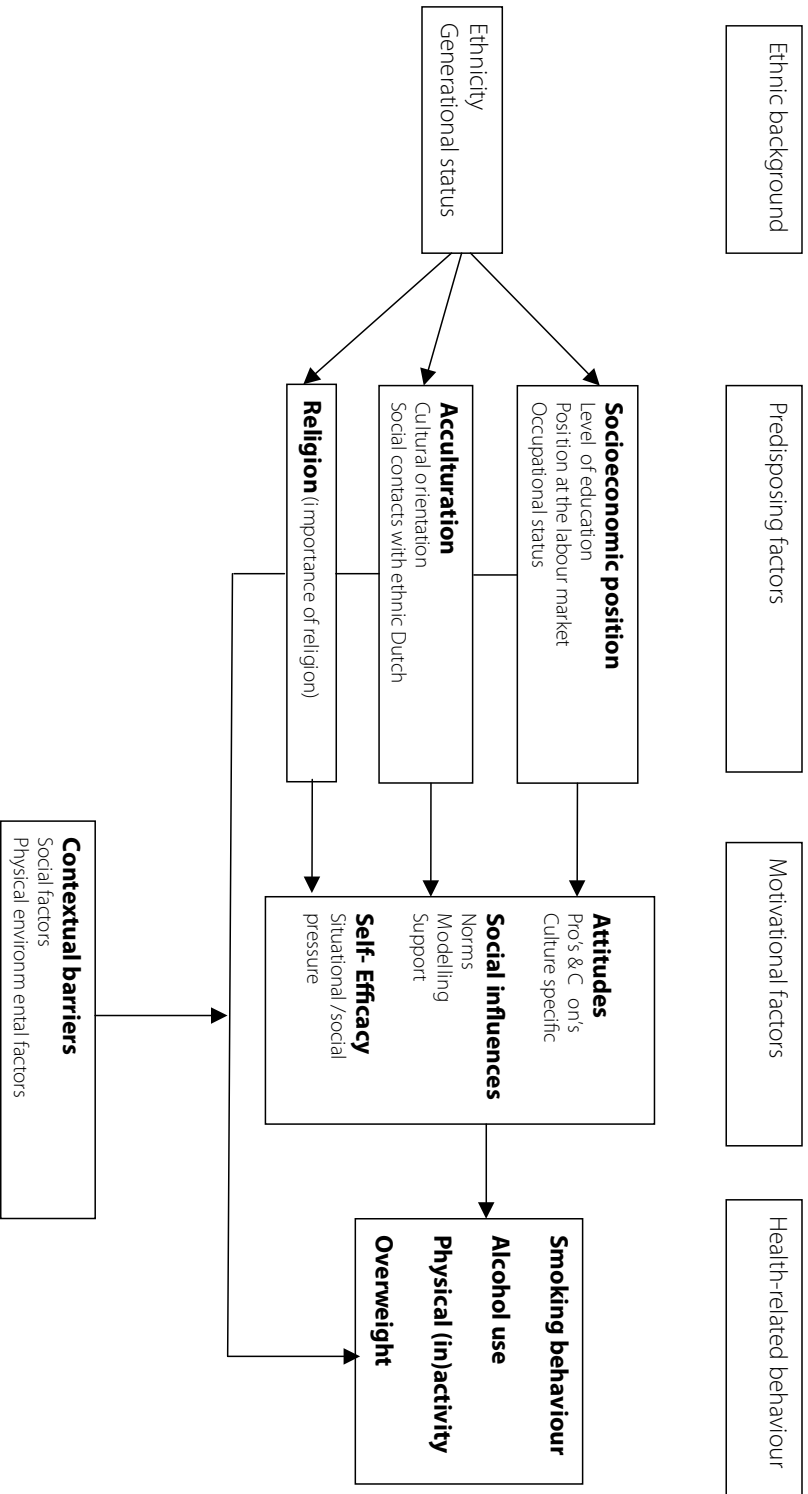 Ethnic background
Predisposing factors
Motivational factors
Health-related behaviour
Ethnicity
Generational status
Socioeconomic position
Level of education
Position at the labour market
Occupational status
Acculturation
Cultural orientation
Social contacts with ethnic Dutch
Religion (importance of religion)
Attitudes
Pro's & C on's
Culture specific
Social influences
Norms
Modelling
Support
Self- Efficacy
Situational /social
pressure
Smoking behaviour
Alcohol use
Physical (in)activity
Overweight
Contextual barriers
Social factors
Physical environm ental factors